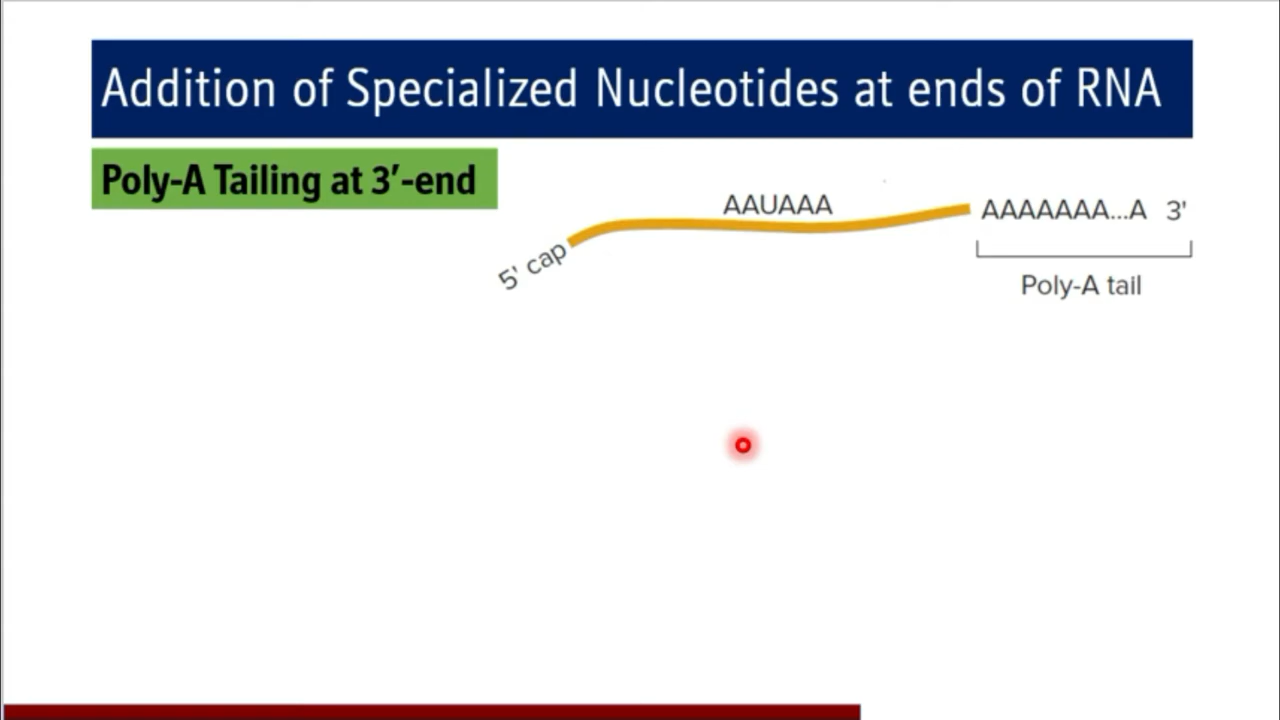 Addition of Specialized Nucleotides at ends of RNA
Poly-A Tailing at 3′-end
AAUAAA
AAAAAAA...A 3'
5' cap
Poly-A tail